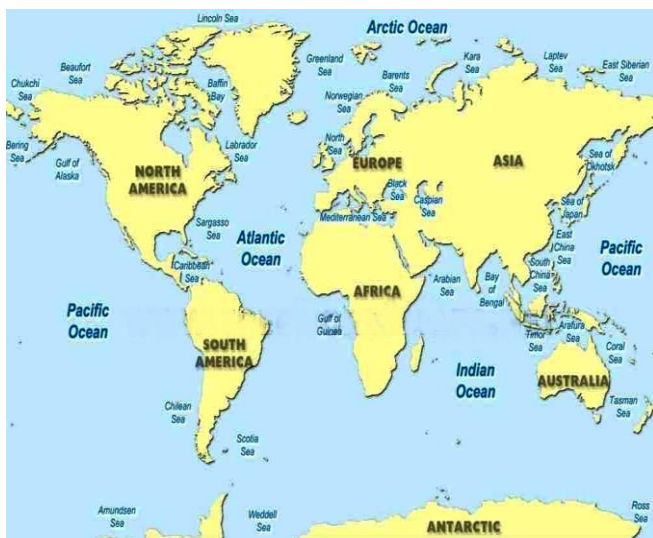 Lincoln Sea
Arctic Ocean
Greenland
Sea
Kara
Sea
Laptev
Sea
East Siberian
Sea
Beaufort
Sea
Chukchi
Sea
Baffin
Bay
Barents
Sea
Norwegian
Sea
Bering
Sea
Gulf of
Alaska
Labrador
Sea
North
Sea
NORTH
AMERICA
EUROPE
ASIA
Sea of
Okhotsk
Black
Sea
Caspian
Sea
Sea of
Japan
Mediterranean Sea
Sargasso
Sea
Atlantic
Ocean
East
China
Sea
Pacific
Ocean
Caribbean
Sea
Arabian
Sea
Bay
of
Bengal
South
China
Sea
AFRICA
Pacific
Ocean
Gulf of
Guinea
Timor
Sea
Arafura
Sea
Coral
Sea
SOUTH
AMERICA
Indian
Ocean
AUSTRALIA
Chilean
Sea
Tasman
Sea
Scotia
Sea
Amundsen
Sea
Weddell
Sea
Ross
Sea
ANTARCTIC